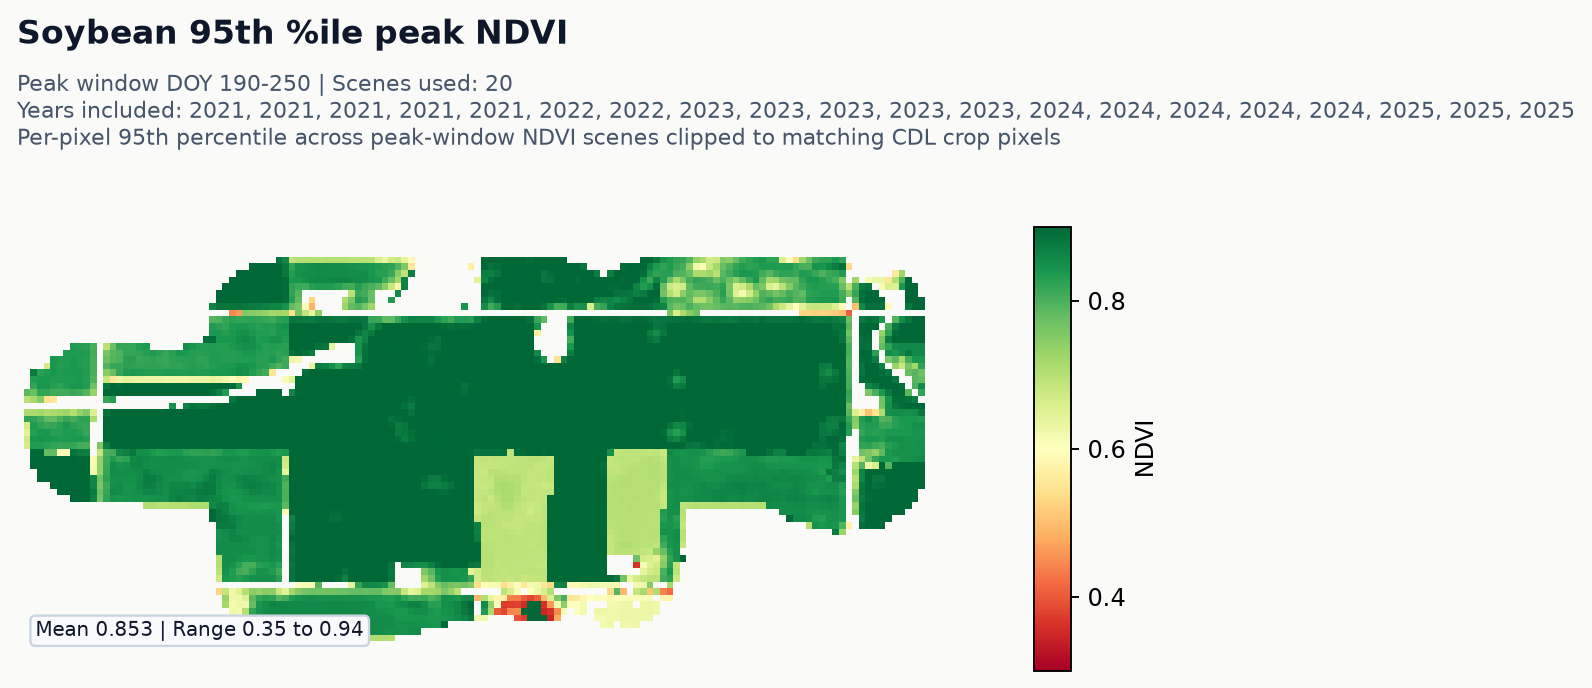 Soybean 95th %ile peak NDVI
Peak window DOY 190-250 | Scenes used: 20
Years included: 2021, 2021, 2021, 2021, 2021, 2022, 2022, 2023, 2023, 2023, 2023, 2023, 2024, 2024, 2024, 2024, 2024, 2025, 2025, 2025
Per-pixel 95th percentile across peak-window NDVI scenes clipped to matching CDL crop pixels
0.8
0.6
0.4
NDVI
Mean 0.853 | Range 0.35 to 0.94